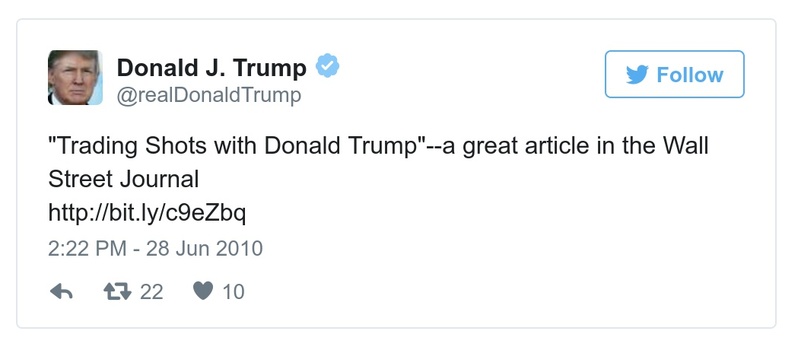 Donald J. Trump
@realDonaldTrump
Follow
"Trading Shots with Donald Trump"--a great article in the Wall
Street Journal
http://bit.ly/c9eZbq
2:22 PM - 28 Jun 2010
22 10